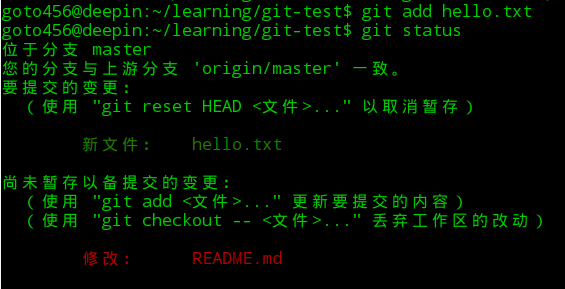 goto456@deepin:~/learning/git-test$ git add hello.txt
goto456@deepin:~/learning/git-test$ git status
位于分支 master
您的分支与上游分支 'origin/master' 一致。
要提交的变更：
（使用 "git reset HEAD <文件>..." 以取消暂存）
新文件： hello.txt
尚未暂存以备提交的变更：
（使用 "git add <文件>..." 更新要提交的内容）
（使用 "git checkout -- <文件>..." 丢弃工作区的改动）
修改： README.md